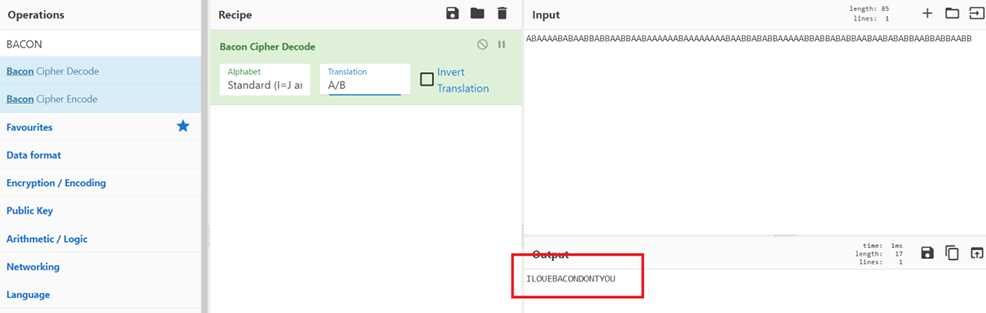 Operations
BACON
Bacon Cipher Decode
Bacon Cipher Encode
Favourites
Data format
Encryption / Encoding
Public Key
Arithmetic / Logic
Networking
Language
Recipe
Bacon Cipher Decode
Alphabet
Standard (I=J ar
Translation
A/B
Invert
Translation
Input
length: 85
lines: 1
ABAAAABABAABBABBAABBAABAAAAAABAAAAAAAABAABBABABBAAAAABBABBABABBAABAABABABBAABBABBAABB
Output
time: 1ms
length: 17
lines: 1
ILOUEBACONDONTYOU